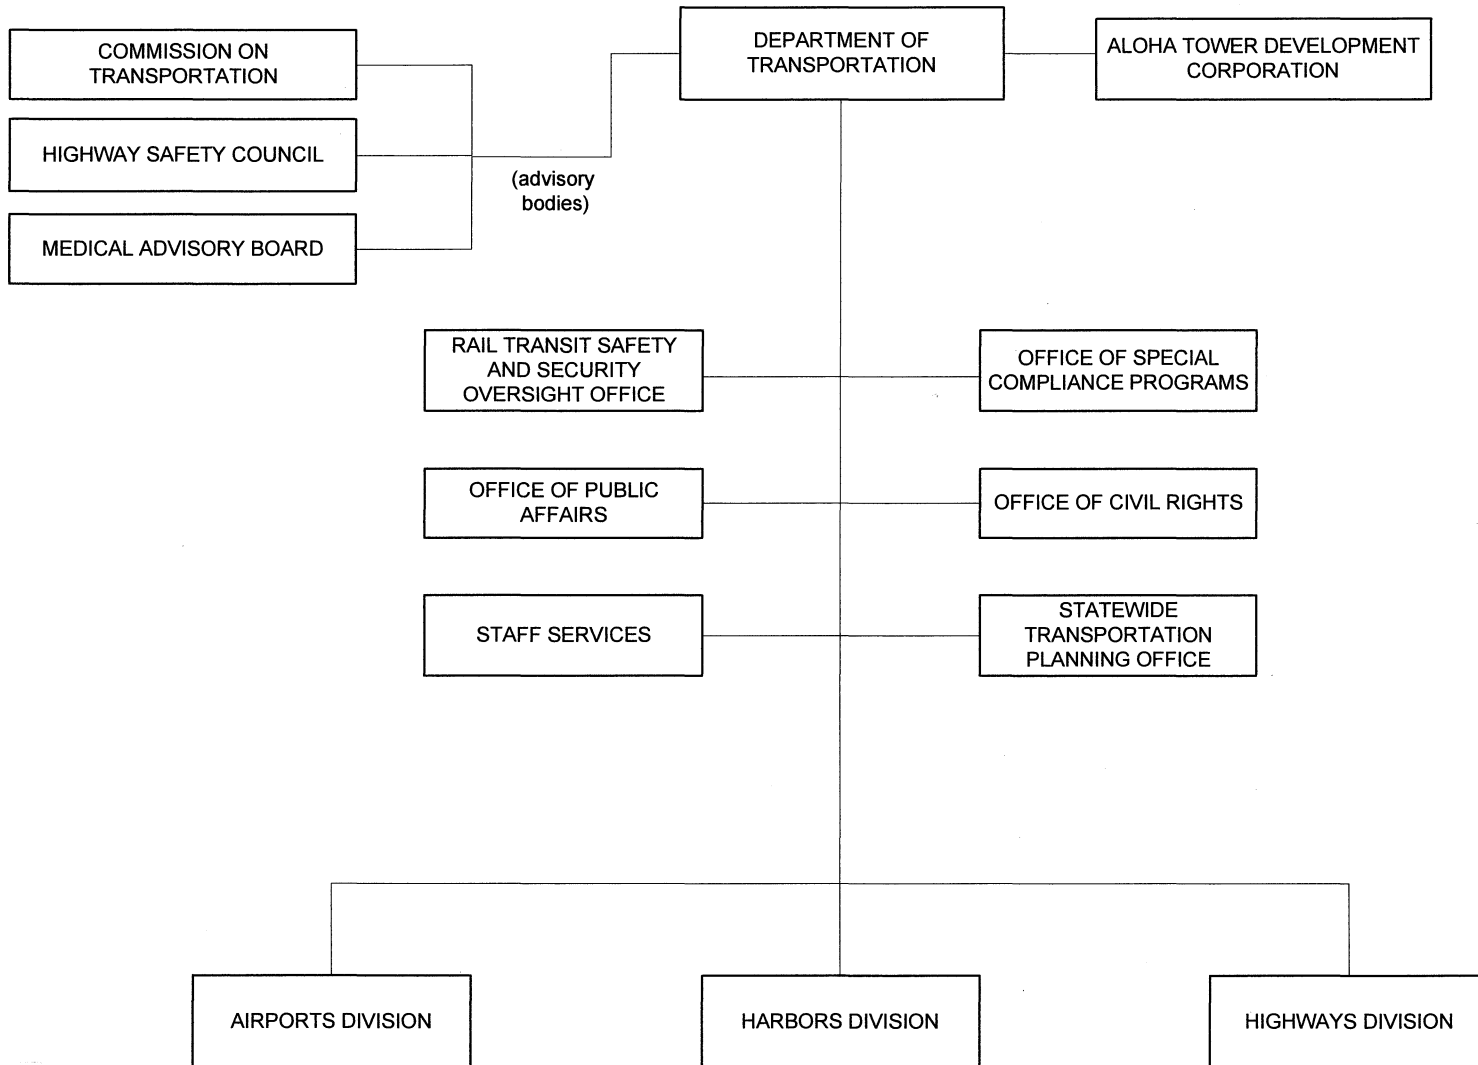 COMMISSION ON
TRANSPORTATION
DEPARTMENT OF
TRANSPORTATION
ALOHA TOWER DEVELOPMENT
CORPORATION
HIGHWAY SAFETY COUNCIL
(advisory
bodies)
MEDICAL ADVISORY BOARD
RAIL TRANSIT SAFETY
AND SECURITY
OVERSIGHT OFFICE
OFFICE OF SPECIAL
COMPLIANCE PROGRAMS
OFFICE OF PUBLIC
AFFAIRS
OFFICE OF CIVIL RIGHTS
STAFF SERVICES
STATEWIDE
TRANSPORTATION
PLANNING OFFICE
AIRPORTS DIVISION
HARBORS DIVISION
HIGHWAYS DIVISION